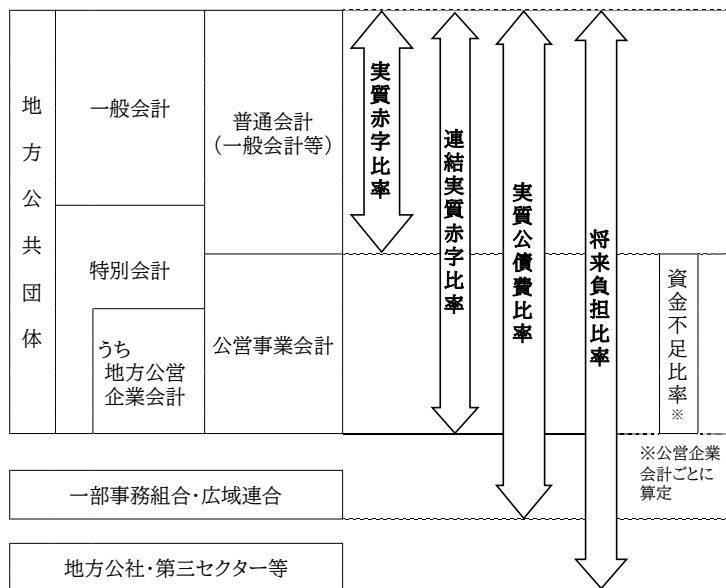 地方公共団体
一般会計
特別会計
うち
地方公営
企業会計
普通会計
（一般会計等）
公営事業会計
実質赤字比率
連結実質赤字比率
実質公債費比率
将来負担比率
資金不足比率※
※公営企業
会計ごとに
算定
一部事務組合・広域連合
地方公社・第三セクター等